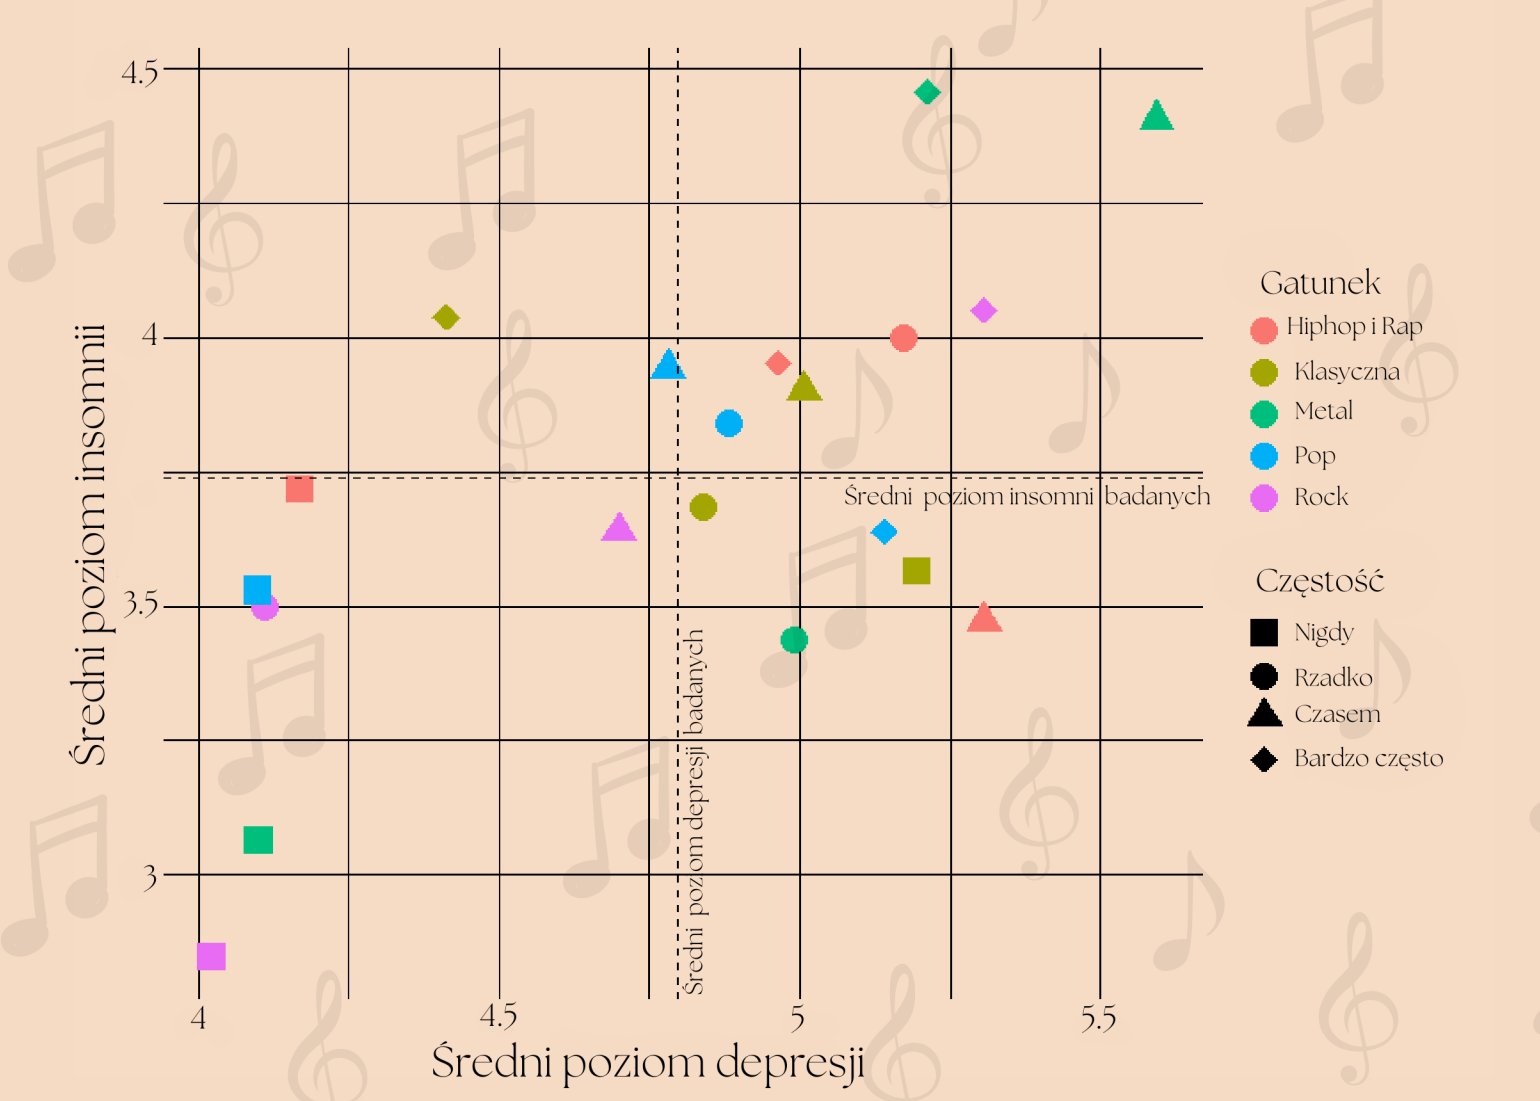 4.5
4
3.5
3
Średni poziom insomnii
Średni poziom insomni badanych
Średni poziom depresji badanych
4
4.5
5
5.5
Średni poziom depresji
Gatunek
Hiphop i Rap
Klasyczna
Metal
Pop
Rock
Częstość
Nigdy
Rzadko
Czasem
Bardzo często